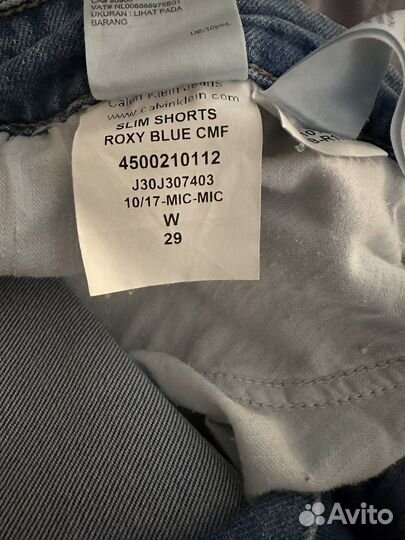 VAT# NL006585975B01
UKURAN : LIHAT PADA
BARANG
Calvin Klein Jeans
www.calvinklein.com
SLIM SHORTS
ROXY BLUE CMF
4500210112
J30J307403
10/17-MIC-MIC
W
29
Avito